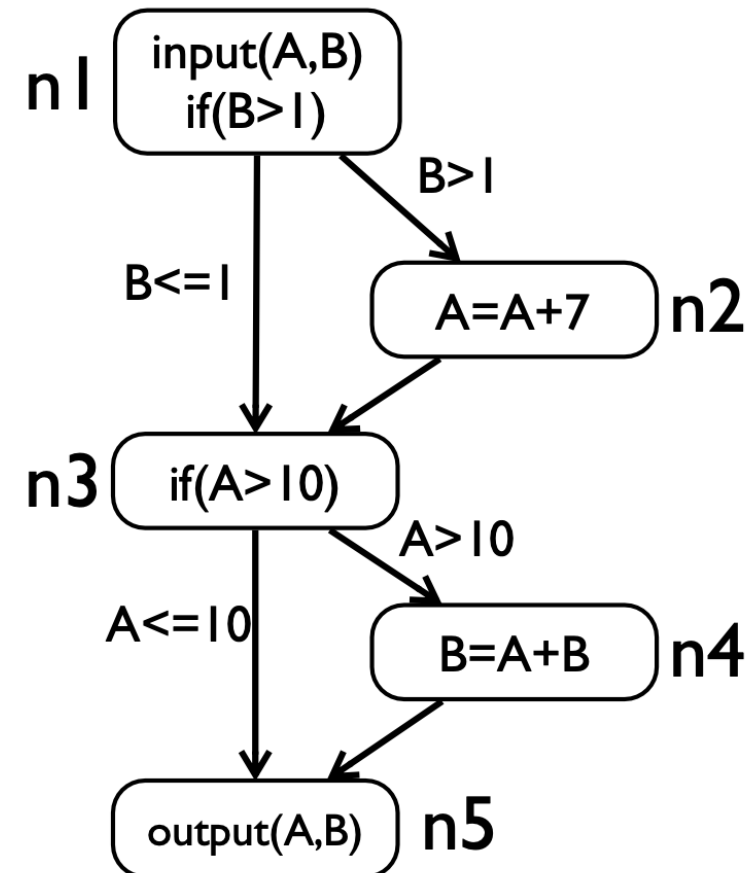 n1
input(A,B)
if(B>1)
B>1
B<=1
A=A+7
n2
n3
if(A>10)
A>10
A<=10
B=A+B
n4
output(A,B)
n5